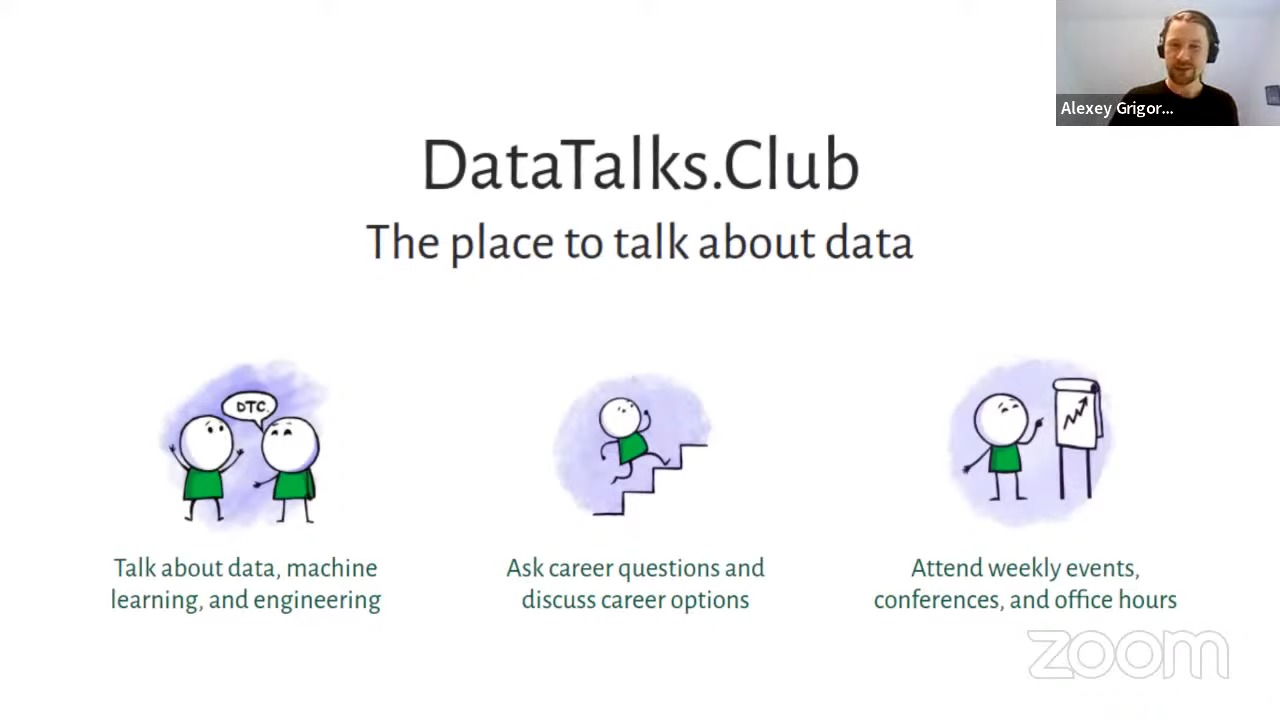 Alexey Grigor...
DataTalks.Club
The place to talk about data
DTC.
Talk about data, machine
learning, and engineering
Ask career questions and
discuss career options
Attend weekly events,
conferences, and office hours
zoom